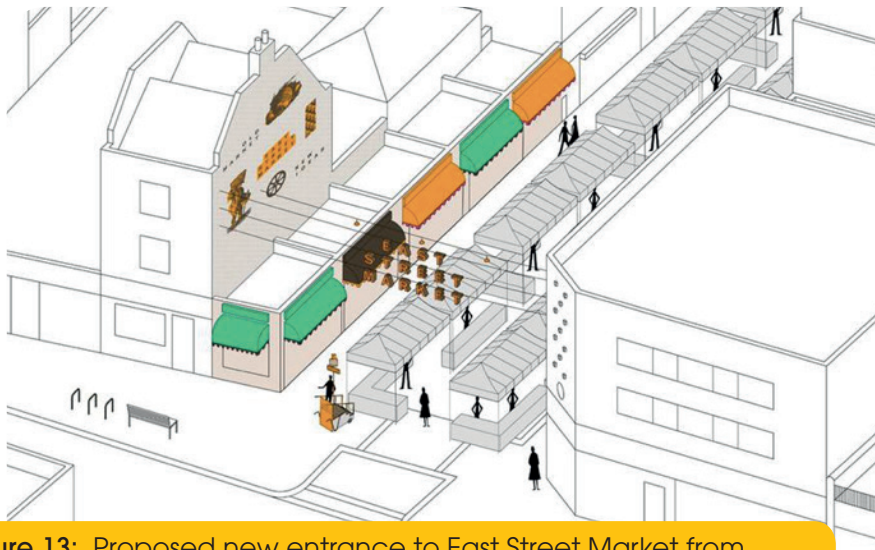 EAST
STREET
MARKET
ure 13: Proposed new entrance to East Street Market from